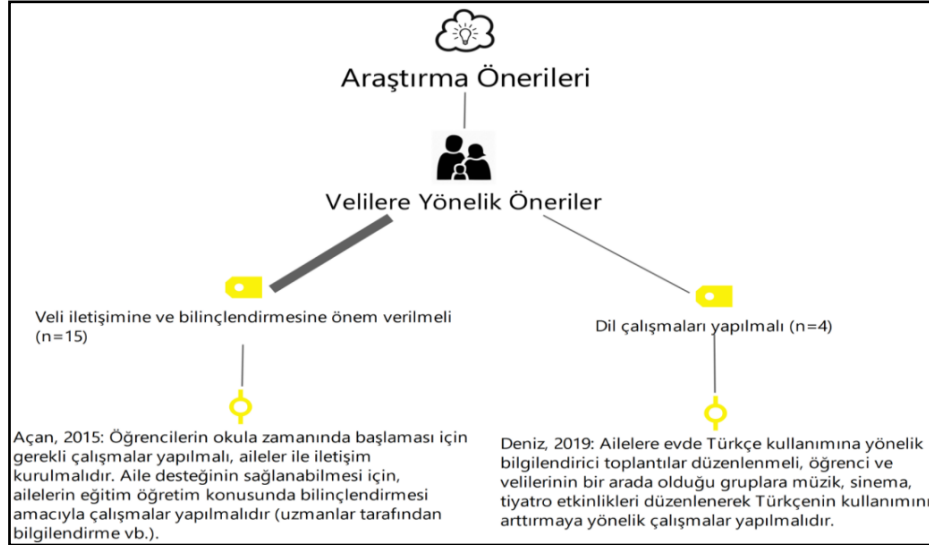 Araştırma Önerileri
Velilere Yönelik Öneriler
Veli iletişimine ve bilinçlendirmesine önem verilmeli
(n=15)
Dil çalışmaları yapılmalı (n=4)
Açan, 2015: Öğrencilerin okula zamanında başlaması için
gerekli çalışmalar yapılmalı, aileler ile iletişim
kurulmalıdır. Aile desteğinin sağlanabilmesi için,
ailelerin eğitim öğretim konusunda bilinçlendirmesi
amacıyla çalışmalar yapılmalıdır (uzmanlar tarafından
bilgilendirme vb.).
Deniz, 2019: Ailelere evde Türkçe kullanımına yönelik
bilgilendirici toplantılar düzenlenmeli, öğrenci ve
velilerinin bir arada olduğu gruplara müzik, sinema,
tiyatro etkinlikleri düzenlenerek Türkçenin kullanımını
arttırmaya yönelik çalışmalar yapılmalıdır.